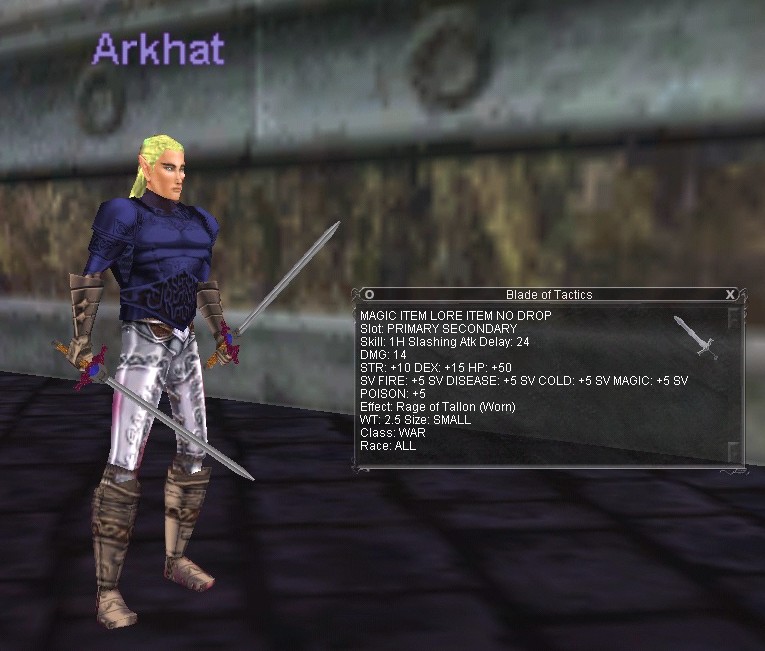 Arkhat
O Blade of Tactics X
MAGIC ITEM LORE ITEM NO DROP
Slot: PRIMARY SECONDARY
Skill: 1H Slashing Atk Delay: 24
DMG: 14
STR: +10 DEX: +15 HP: +50
SV FIRE: +5 SV DISEASE: +5 SV COLD: +5 SV MAGIC: +5 SV
POISON: +5
Effect: Rage of Tallon (Worn)
WT: 2.5 Size: SMALL
Class: WAR
Race: ALL